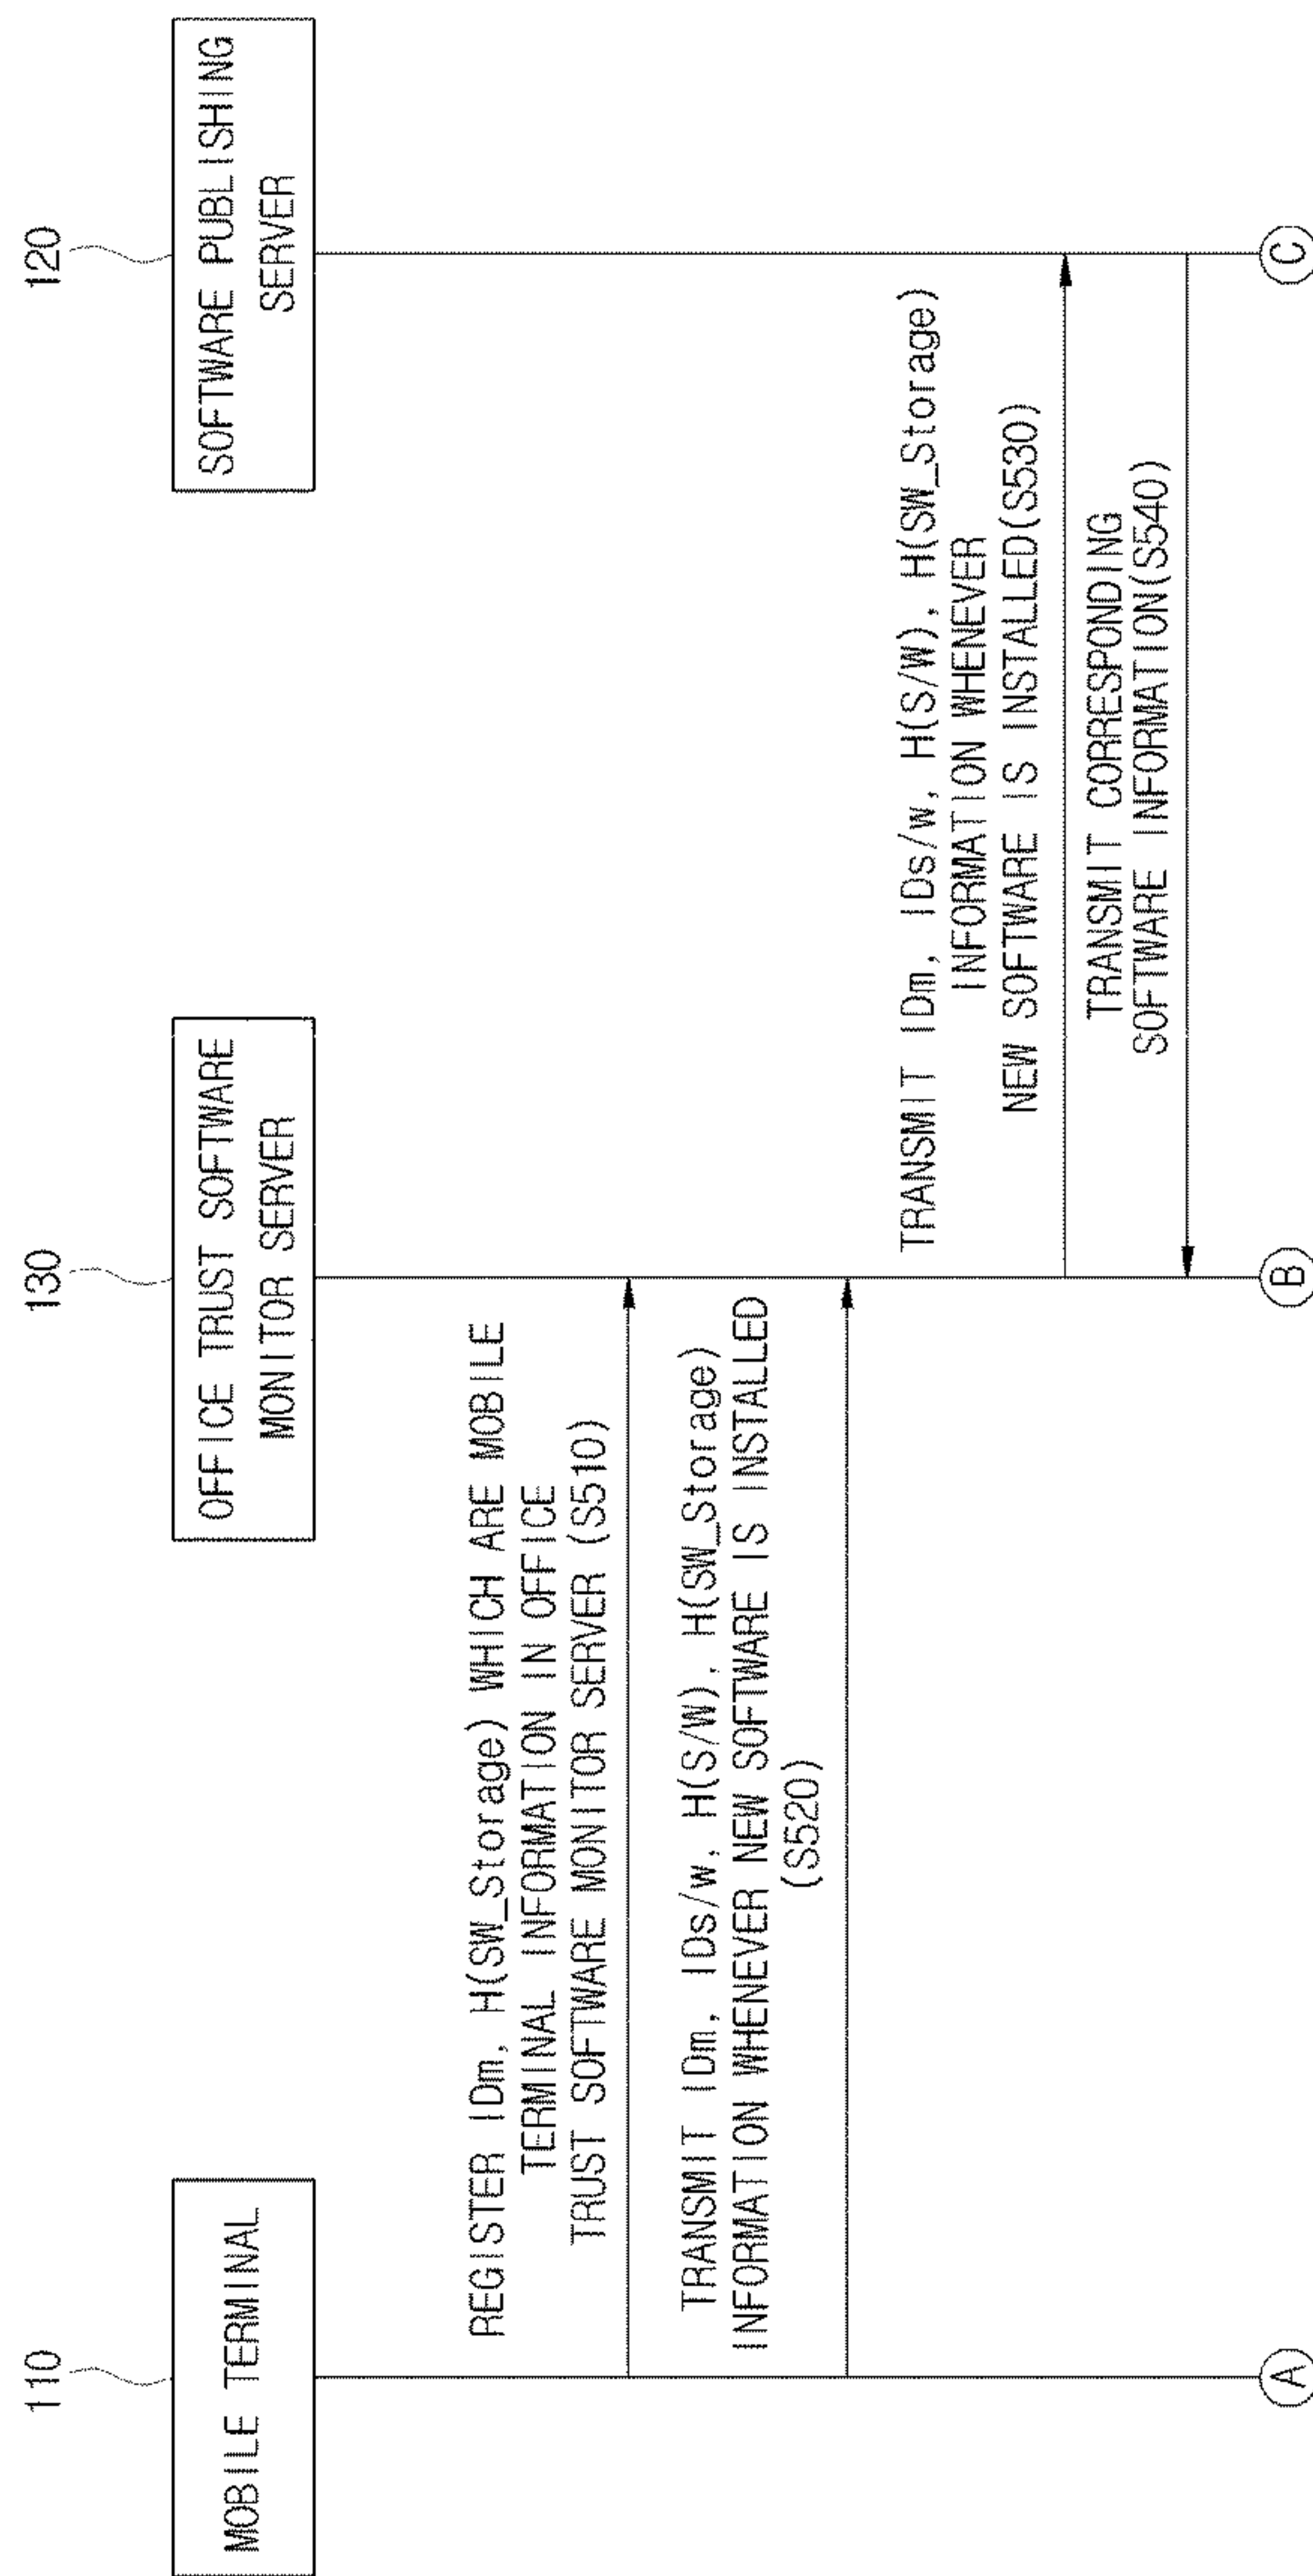 110
130
120
MOBILE TERMINAL
OFFICE TRUST SOFTWARE
MONITOR SERVER
SOFTWARE PUBLISHING
SERVER
REGISTER IDm, H(SW_Storage) WHICH ARE MOBILE
TERMINAL INFORMATION IN OFFICE
TRUST SOFTWARE MONITOR SERVER (S510)
TRANSMIT IDm, IDs/w, H(S/W), H(SW_Storage)
INFORMATION WHENEVER NEW SOFTWARE IS INSTALLED
(S520)
TRANSMIT IDm, IDs/w, H(S/W), H(SW_Storage)
INFORMATION WHENEVER
NEW SOFTWARE IS INSTALLED(S530)
TRANSMIT CORRESPONDING
SOFTWARE INFORMATION(S540)
A
B
C